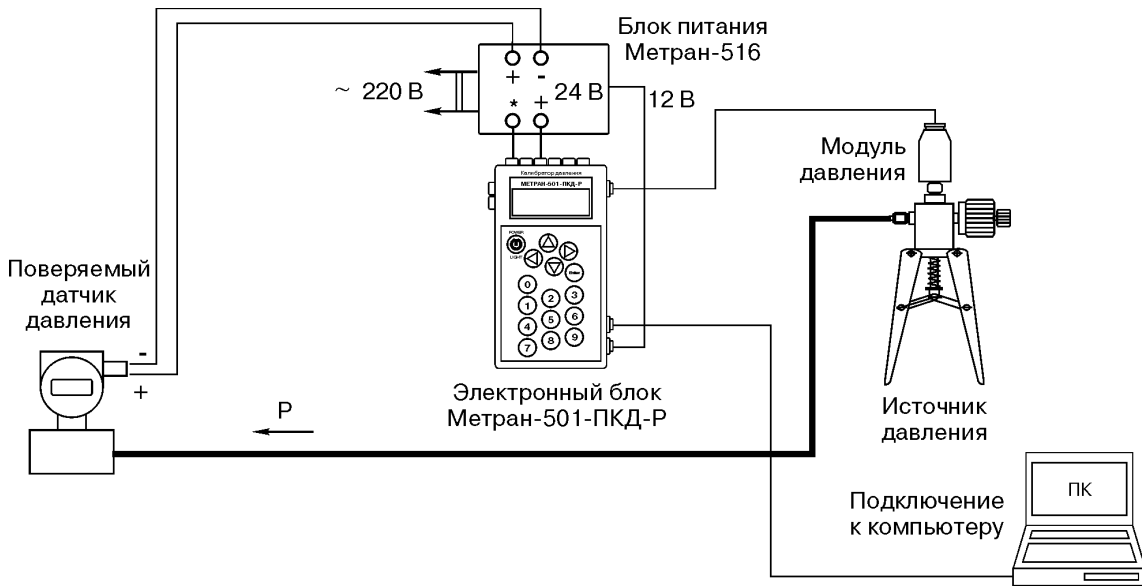 Блок питания
Метран-516
+ -
~ 220 В
24 В
12 В
* +
Модуль
давления
Калибратор давления
МЕТРАН-501-ПКД-Р
POWER
LIGHT
Enter
0
1 2 3
4 5 6
7 8 9
Поверяемый
датчик
давления
-
+
Электронный блок
Метран-501-ПКД-Р
Р
Источник
давления
Подключение
к компьютеру
ПК